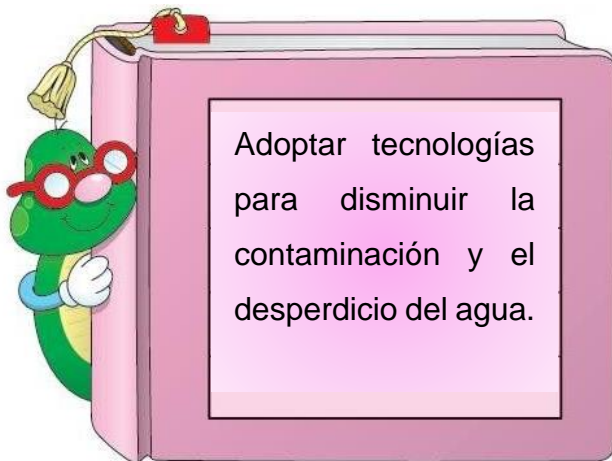 Adoptar tecnologías
para disminuir la
contaminación y el
desperdicio del agua.